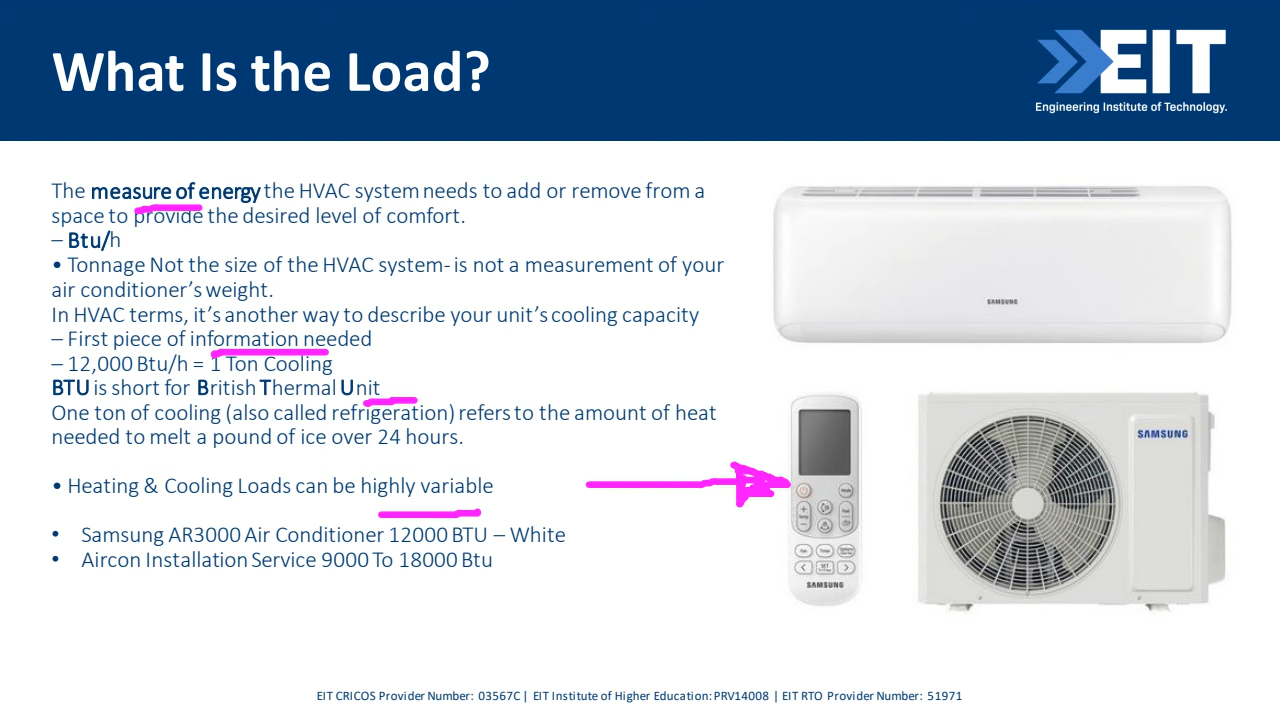 What Is the Load?
EIT
Engineering Institute of Technology.
The measure of energy the HVAC system needs to add or remove from a
space to provide the desired level of comfort.
– Btu/h
• Tonnage Not the size of the HVAC system- is not a measurement of your
air conditioner's weight.
In HVAC terms, it's another way to describe your unit's cooling capacity
– First piece of information needed
– 12,000 Btu/h = 1 Ton Cooling
BTU is short for British Thermal Unit
One ton of cooling (also called refrigeration) refers to the amount of heat
needed to melt a pound of ice over 24 hours.
• Heating & Cooling Loads can be highly variable
• Samsung AR3000 Air Conditioner 12000 BTU – White
• Aircon Installation Service 9000 To 18000 Btu
SAMSUNG
SAMSUNG
Mode
Temp
Fan
Timer
Options
SET
SAMSUNG
EIT CRICOS Provider Number: 03567C | EIT Institute of Higher Education: PRV14008 | EIT RTO Provider Number: 51971